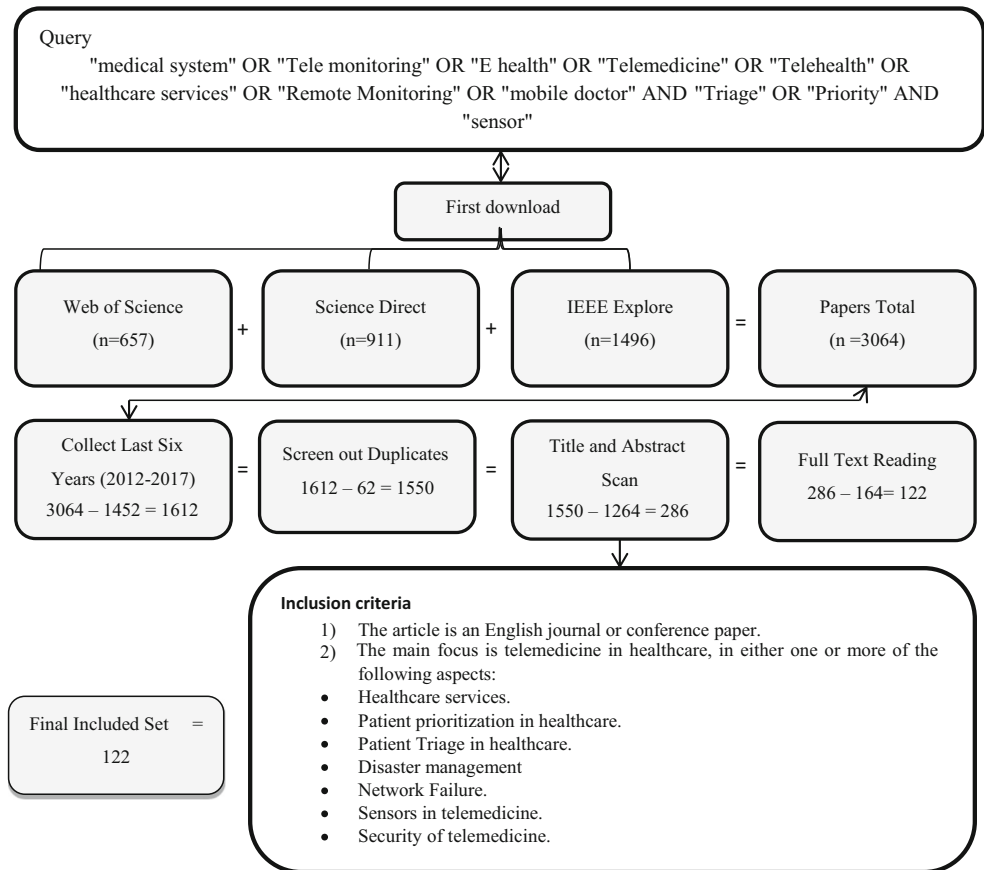 Query
"medical system" OR "Tele monitoring" OR "E health" OR "Telemedicine" OR "Telehealth" OR
"healthcare services" OR "Remote Monitoring" OR "mobile doctor" AND "Triage" OR "Priority" AND
"sensor"
First download
Web of Science
(n=657)
+
Science Direct
(n=911)
+
IEEE Explore
(n=1496)
=
Papers Total
(n =3064)
Collect Last Six
Years (2012-2017)
3064 – 1452 = 1612
=
Screen out Duplicates
1612 – 62 = 1550
=
Title and Abstract
Scan
1550 – 1264 = 286
=
Full Text Reading
286 – 164= 122
Inclusion criteria
1) The article is an English journal or conference paper.
2) The main focus is telemedicine in healthcare, in either one or more of the
following aspects:
• Healthcare services.
• Patient prioritization in healthcare.
• Patient Triage in healthcare.
• Disaster management
• Network Failure.
• Sensors in telemedicine.
• Security of telemedicine.
Final Included Set =
122